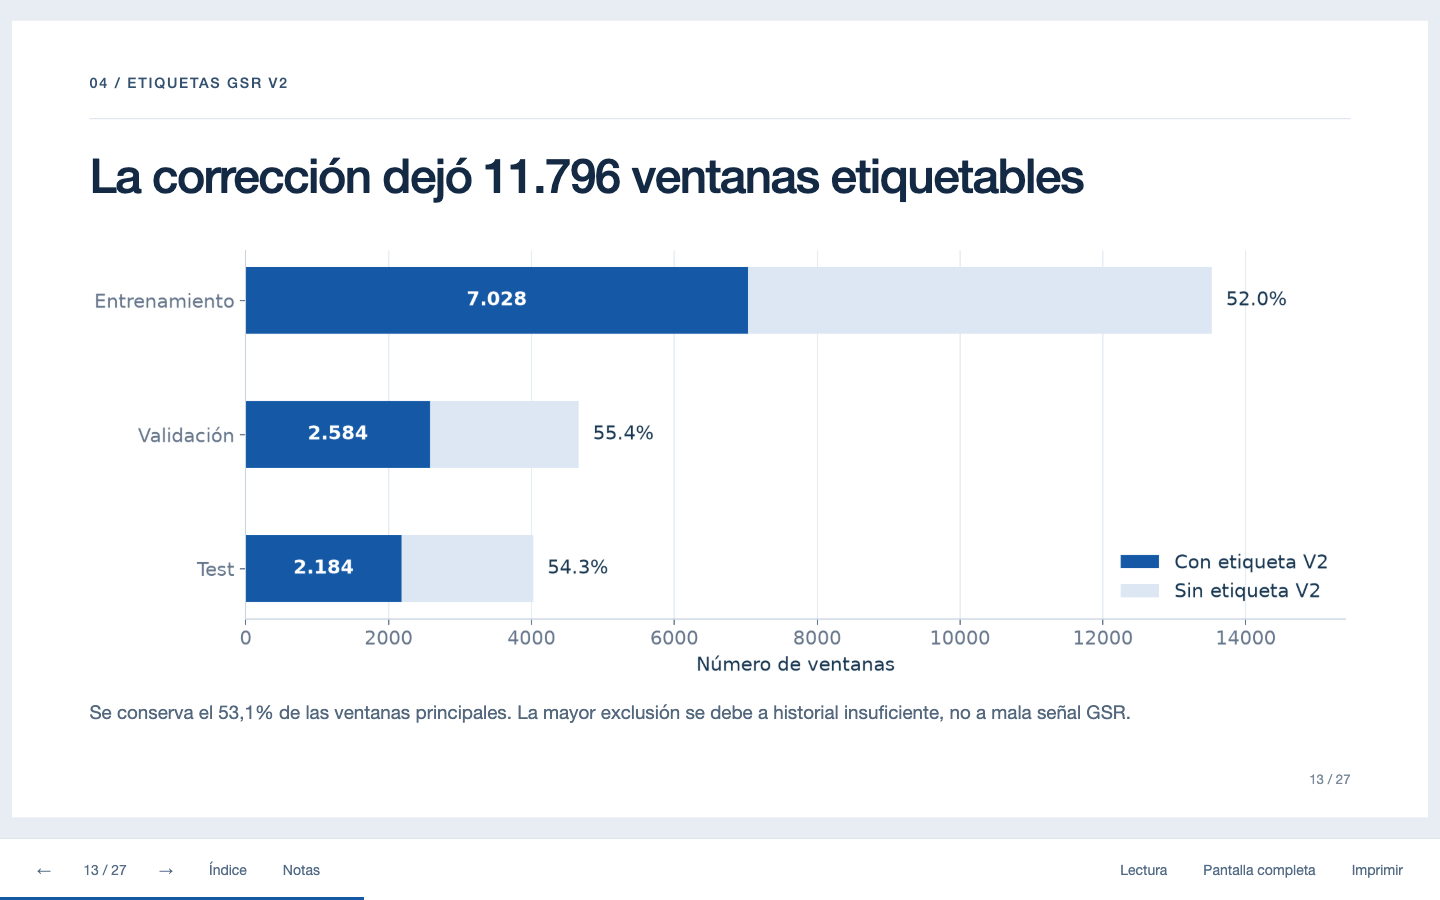 04 / ETIQUETAS GSR V2
La corrección dejó 11.796 ventanas etiquetables
Entrenamiento
7.028
52.0%
Validación
2.584
55.4%
Test
2.184
54.3%
Con etiqueta V2
Sin etiqueta V2
0 2000 4000 6000 8000 10000 12000 14000
Número de ventanas
Se conserva el 53,1% de las ventanas principales. La mayor exclusión se debe a historial insuficiente, no a mala señal GSR.
13 / 27
← 13 / 27 → Índice Notas Lectura Pantalla completa Imprimir